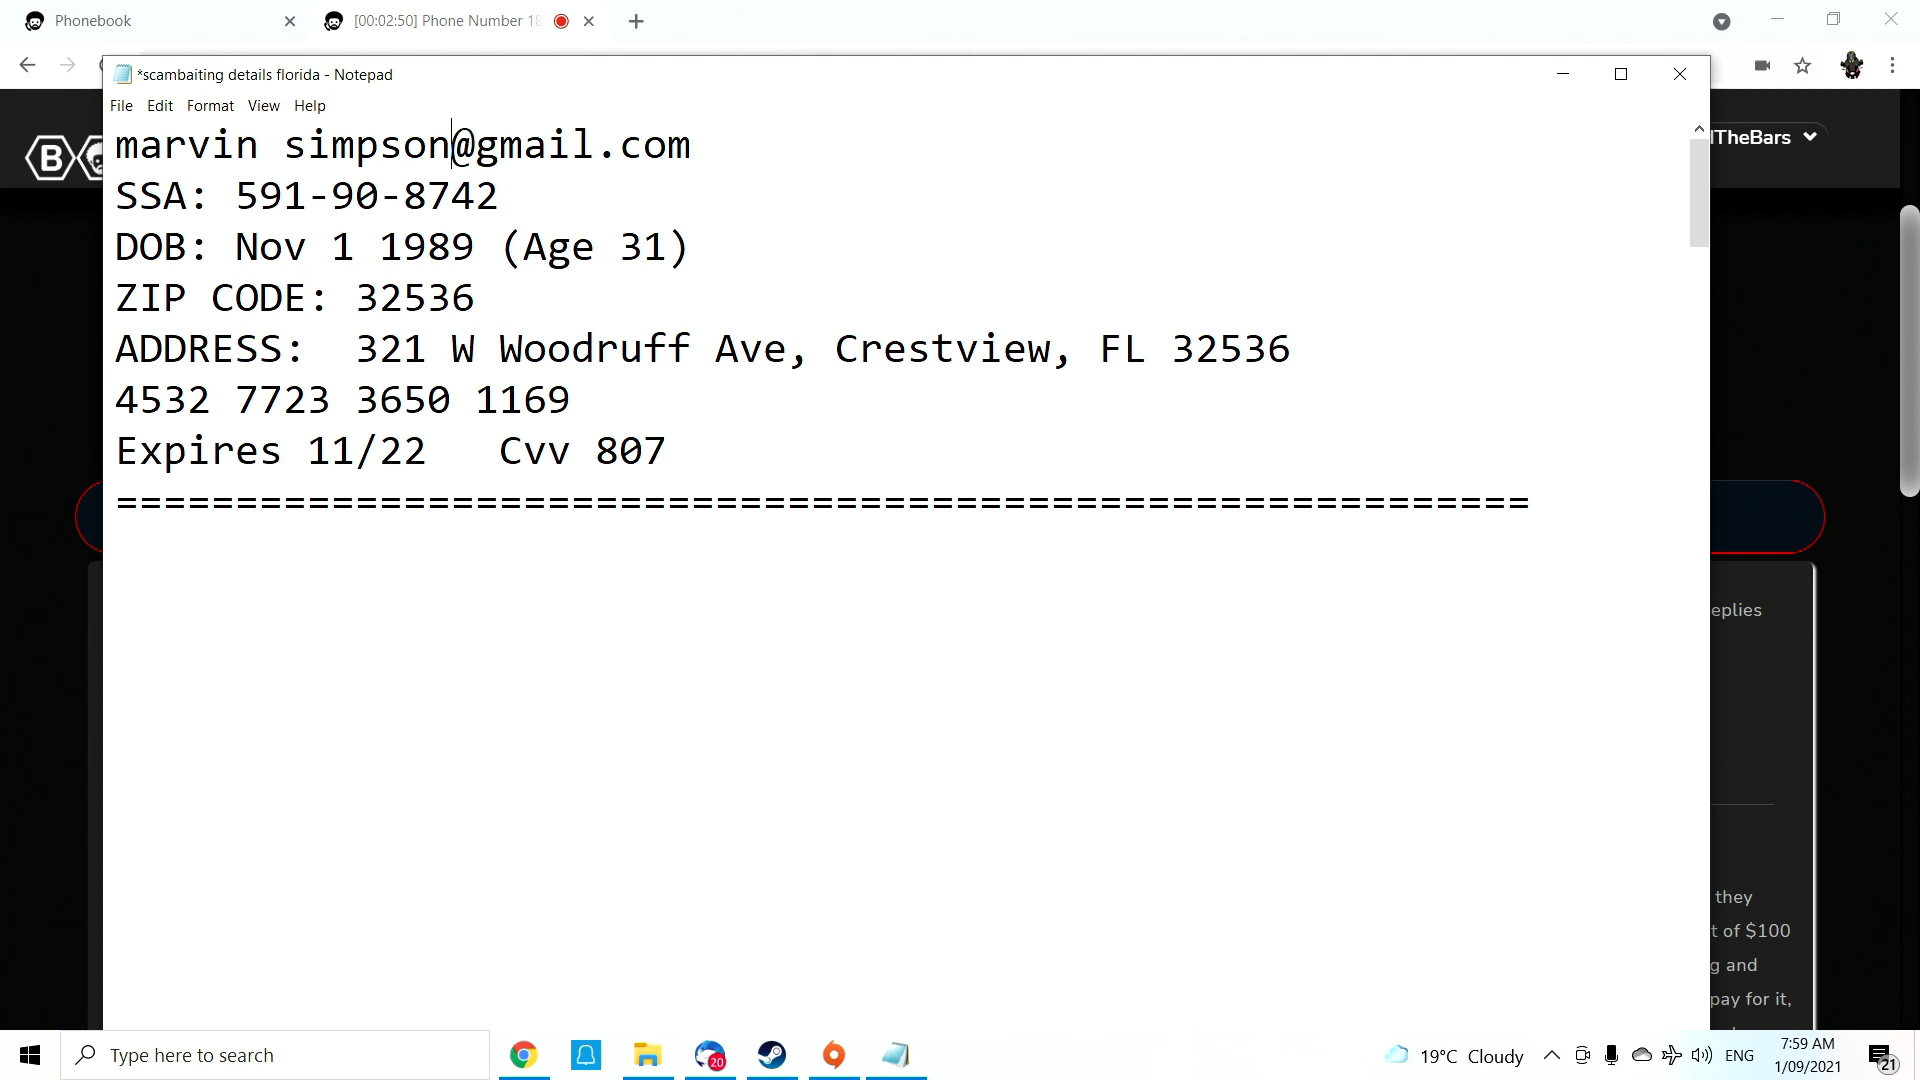 Phonebook
[00:02:50] Phone Number 18
*scambaiting details florida - Notepad
File Edit Format View Help
marvin simpson@gmail.com
SSA: 591-90-8742
DOB: Nov 1 1989 (Age 31)
ZIP CODE: 32536
ADDRESS:  321 W Woodruff Ave, Crestview, FL 32536
4532 7723 3650 1169
Expires 11/22   Cvv 807
===========================================================
B
lTheBars
eplies
they
t of $100
g and
pay for it,
Type here to search
20
19°C Cloudy
ENG
7:59 AM
1/09/2021
21